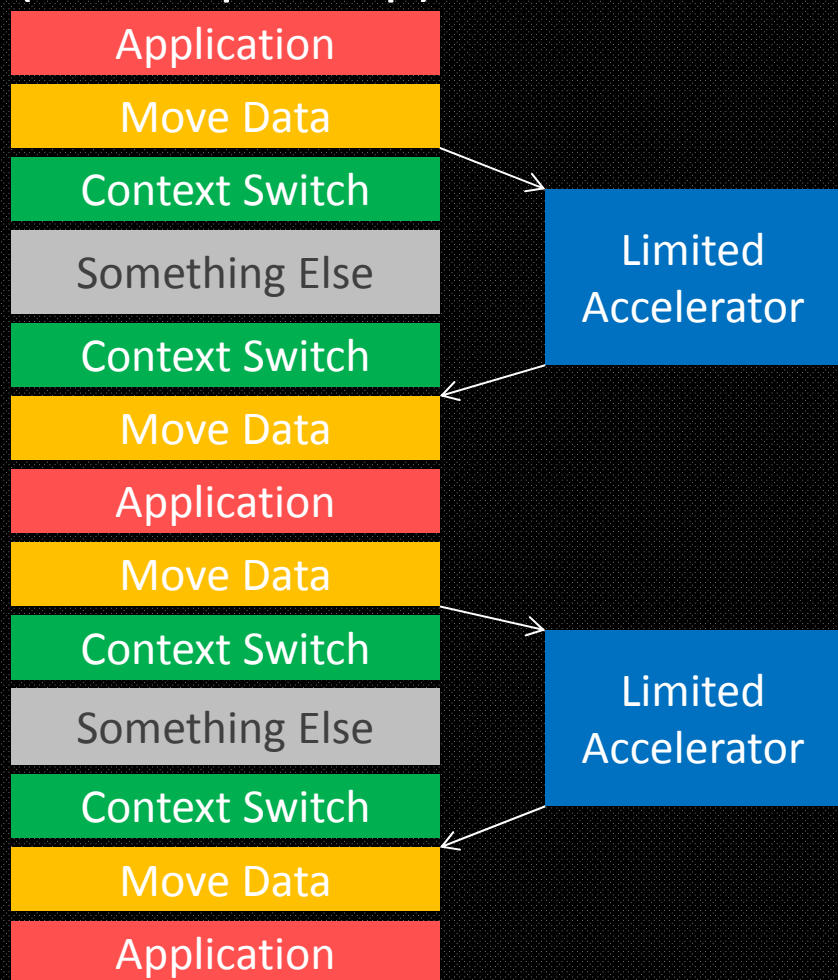 Application
Move Data
Context Switch
Something Else
Context Switch
Move Data
Application
Move Data
Context Switch
Something Else
Context Switch
Move Data
Application
Limited
Accelerator
Limited
Accelerator